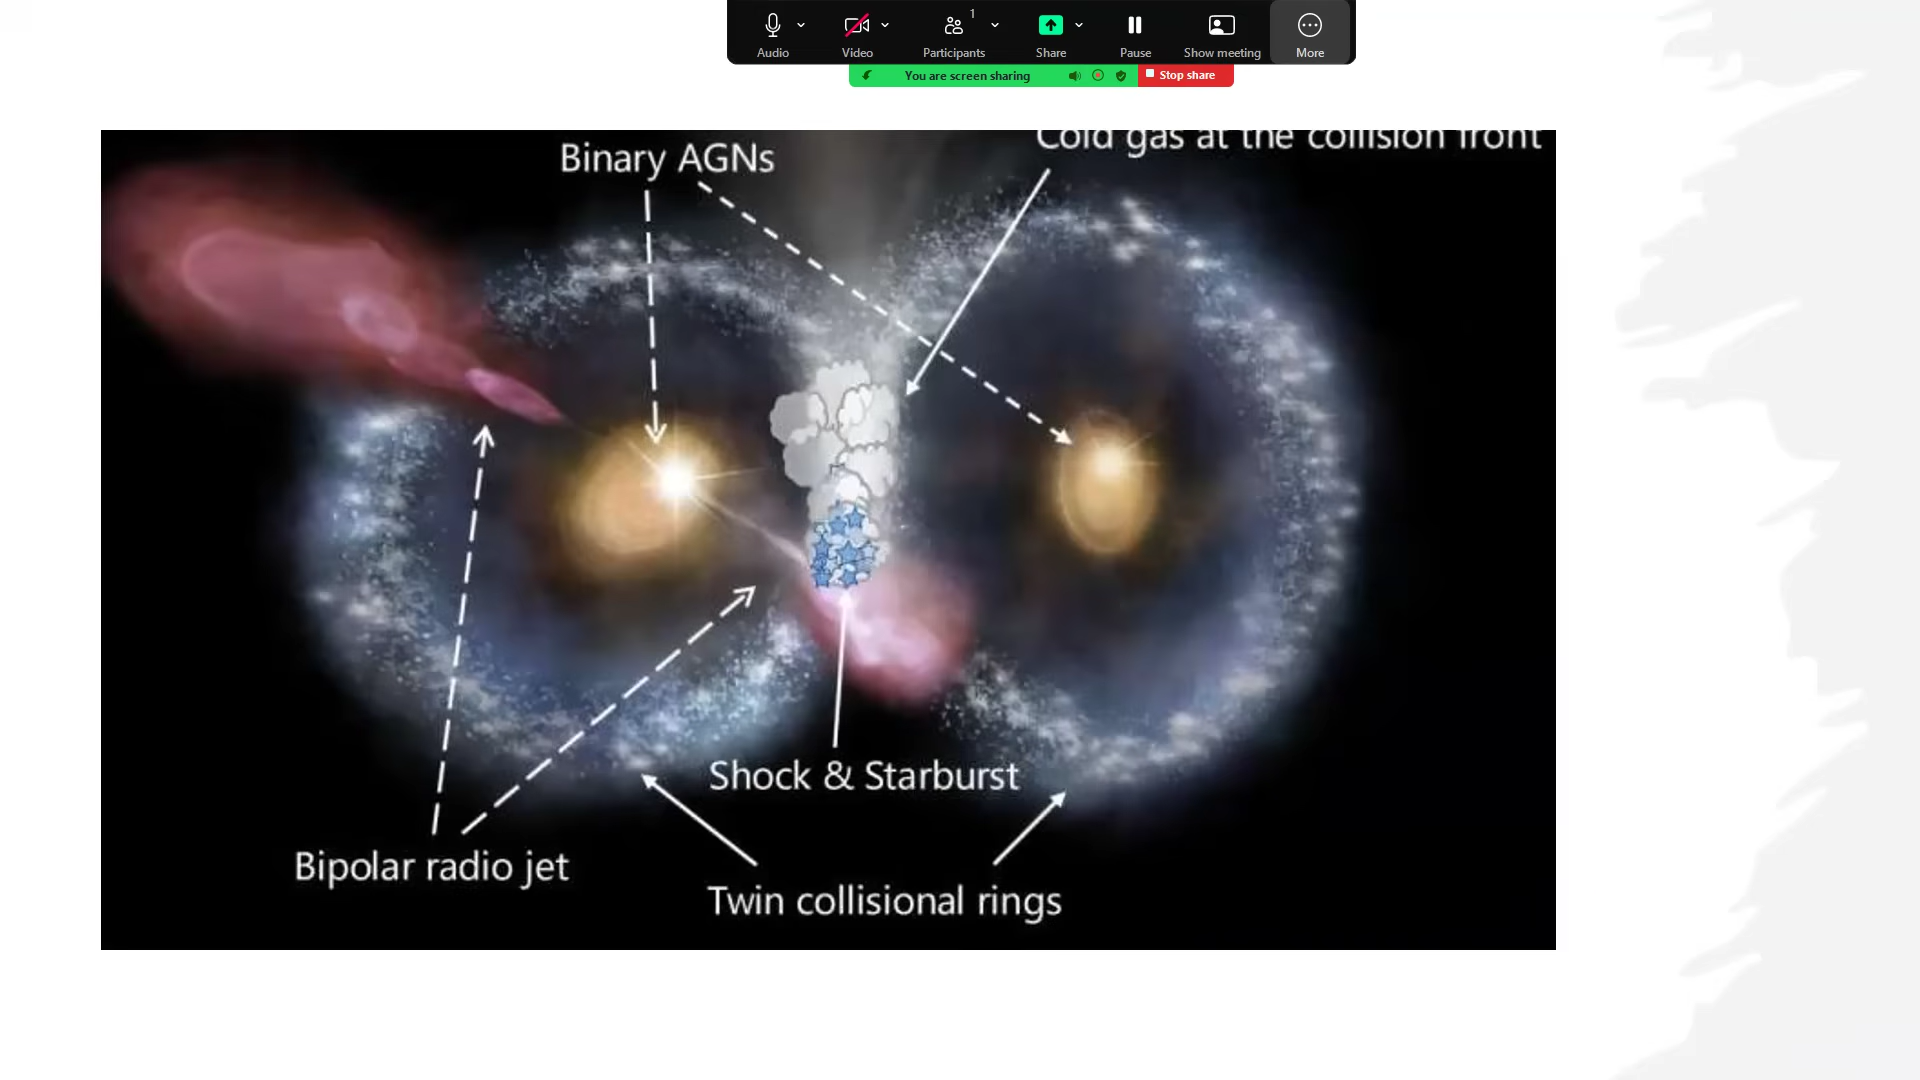 1
Audio
Video
Participants
Share
Pause
Show meeting
More
You are screen sharing
Stop share
Cold gas at the collision front
Binary AGNs
Shock & Starburst
Bipolar radio jet
Twin collisional rings